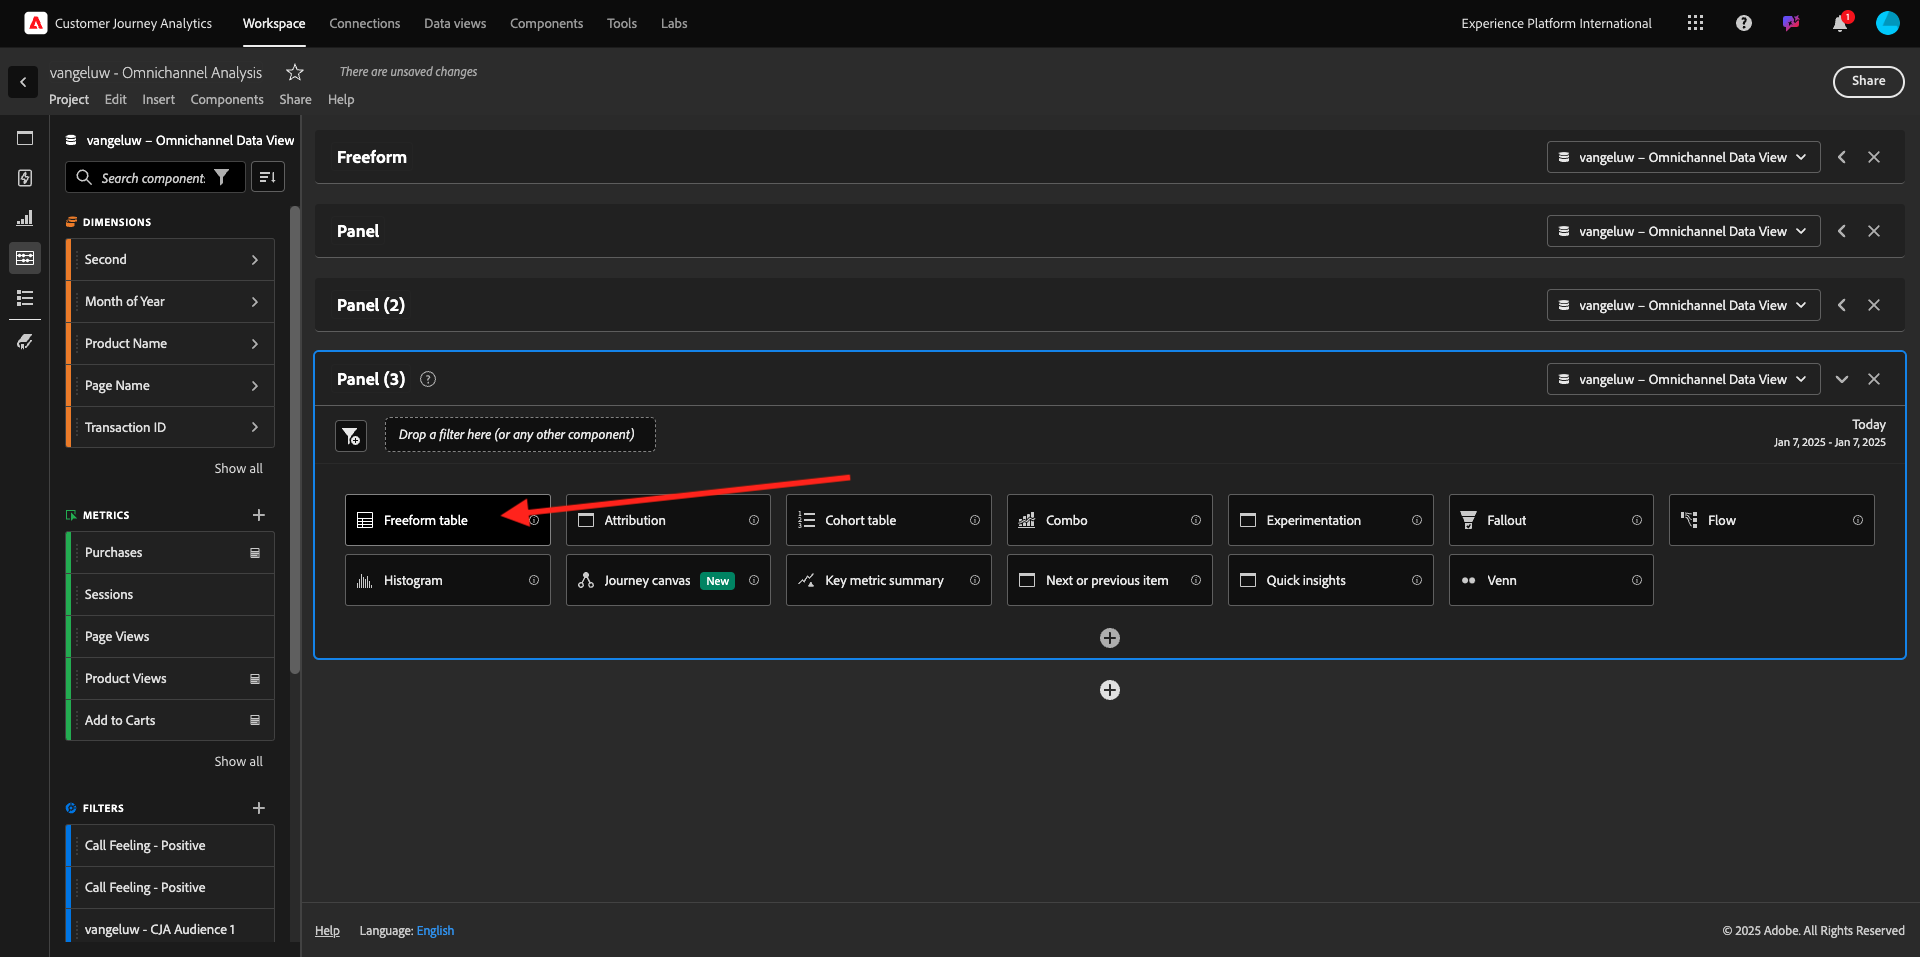 Customer Journey Analytics
Workspace
Connections
Data views
Components
Tools
Labs
Experience Platform International
1
vangeluw - Omnichannel Analysis
There are unsaved changes
Project
Edit
Insert
Components
Share
Help
Share
vangeluw – Omnichannel Data View
Search component
DIMENSIONS
Second
Month of Year
Product Name
Page Name
Transaction ID
Show all
METRICS
Purchases
Sessions
Page Views
Product Views
Add to Carts
Show all
FILTERS
Call Feeling - Positive
Call Feeling - Positive
vangeluw - CJA Audience 1
Freeform
vangeluw – Omnichannel Data View
Panel
vangeluw – Omnichannel Data View
Panel (2)
vangeluw – Omnichannel Data View
Panel (3)
vangeluw – Omnichannel Data View
Drop a filter here (or any other component)
Today
Jan 7, 2025 - Jan 7, 2025
Freeform table
Attribution
Cohort table
Combo
Experimentation
Fallout
Flow
Histogram
Journey canvas New
Key metric summary
Next or previous item
Quick insights
Venn
Help
Language: English
© 2025 Adobe. All Rights Reserved